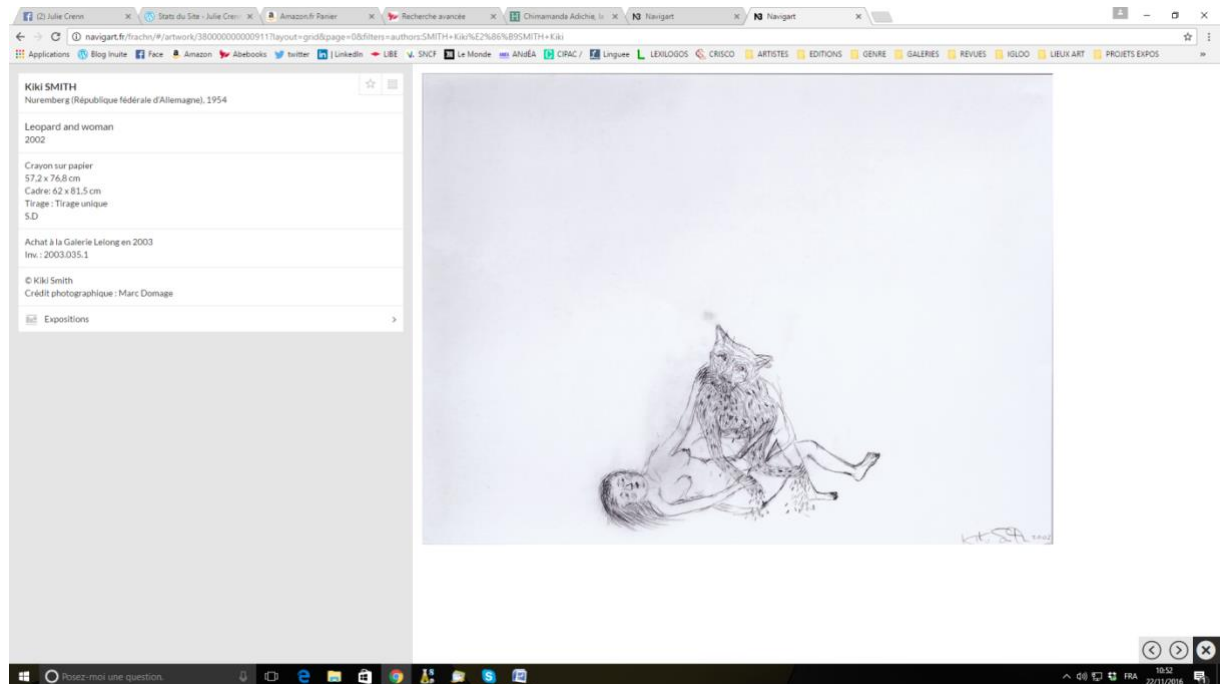 (2) Julie Crenn
Stats du Site - Julie Cren
Amazon.fr Panier
Recherche avancée
Chimamanda Adichie, l
Navigart
Navigart
navigart.fr/frachn/#/artwork/380000000000911?layout=grid&page=0&filters=authors:SMITH+Kiki%E2%86%B9SMITH+Kiki
Applications Blog Inuite Face Amazon Abebooks twitter LinkedIn LIBE SNCF Le Monde ANdÉA CIPAC / Linguee LEXILOGOS CRISCO ARTISTES EDITIONS GENRE GALERIES REVUES IGLOO LIEUX ART PROJETS EXPOS
Kiki SMITH
Nuremberg (République fédérale d'Allemagne), 1954
Leopard and woman
2002
Crayon sur papier
57,2 x 76,8 cm
Cadre: 62 x 81.5 cm
Tirage : Tirage unique
S.D
Achat à la Galerie Lelong en 2003
Inv. : 2003.035.1
© Kiki Smith
Crédit photographique : Marc Domage
Expositions
Posez-moi une question.
FRA
10:52
22/11/2016